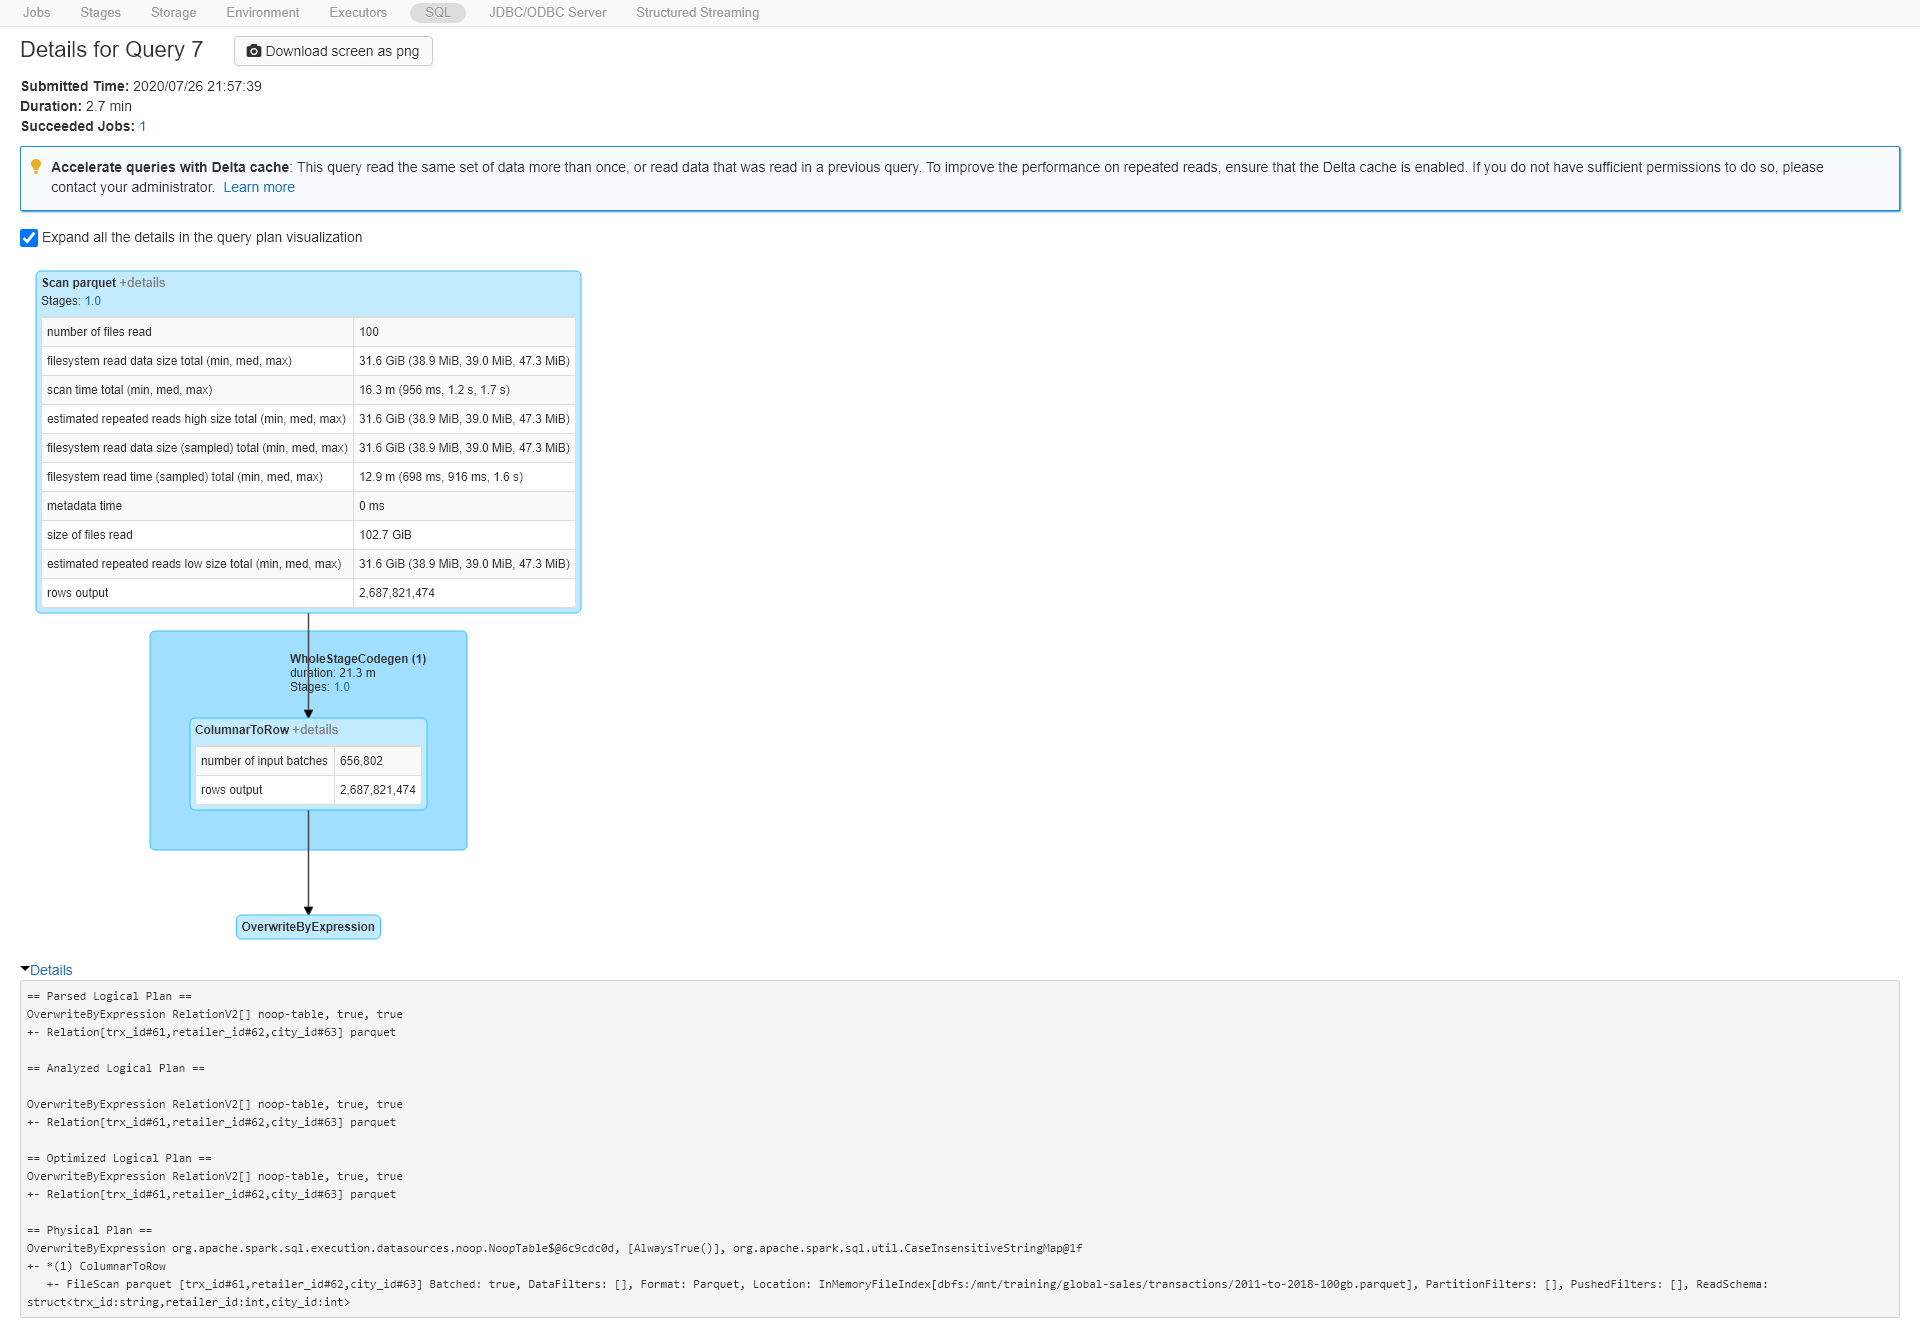 Jobs Stages Storage Environment Executors SQL JDBC/ODBC Server Structured Streaming
Details for Query 7 Download screen as png
Submitted Time: 2020/07/26 21:57:39
Duration: 2.7 min
Succeeded Jobs: 1
Accelerate queries with Delta cache: This query read the same set of data more than once, or read data that was read in a previous query. To improve the performance on repeated reads, ensure that the Delta cache is enabled. If you do not have sufficient permissions to do so, please
contact your administrator. Learn more
Expand all the details in the query plan visualization
Scan parquet +details
Stages: 1.0
number of files read 100
filesystem read data size total (min, med, max) 31.6 GiB (38.9 MiB, 39.0 MiB, 47.3 MiB)
scan time total (min, med, max) 16.3 m (956 ms, 1.2 s, 1.7 s)
estimated repeated reads high size total (min, med, max) 31.6 GiB (38.9 MiB, 39.0 MiB, 47.3 MiB)
filesystem read data size (sampled) total (min, med, max) 31.6 GiB (38.9 MiB, 39.0 MiB, 47.3 MiB)
filesystem read time (sampled) total (min, med, max) 12.9 m (698 ms, 916 ms, 1.6 s)
metadata time 0 ms
size of files read 102.7 GiB
estimated repeated reads low size total (min, med, max) 31.6 GiB (38.9 MiB, 39.0 MiB, 47.3 MiB)
rows output 2,687,821,474
WholeStageCodegen (1)
duration: 21.3 m
Stages: 1.0
ColumnarToRow +details
number of input batches 656,802
rows output 2,687,821,474
OverwriteByExpression
Details
== Parsed Logical Plan ==
OverwriteByExpression RelationV2[] noop-table, true, true
+- Relation[trx_id#61,retailer_id#62,city_id#63] parquet
== Analyzed Logical Plan ==
OverwriteByExpression RelationV2[] noop-table, true, true
+- Relation[trx_id#61,retailer_id#62,city_id#63] parquet
== Optimized Logical Plan ==
OverwriteByExpression RelationV2[] noop-table, true, true
+- Relation[trx_id#61,retailer_id#62,city_id#63] parquet
== Physical Plan ==
OverwriteByExpression org.apache.spark.sql.execution.datasources.noop.NoopTable$@6c9cdc0d, [AlwaysTrue()], org.apache.spark.sql.util.CaseInsensitiveStringMap@1f
+- *(1) ColumnarToRow
+- FileScan parquet [trx_id#61,retailer_id#62,city_id#63] Batched: true, DataFilters: [], Format: Parquet, Location: InMemoryFileIndex[dbfs:/mnt/training/global-sales/transactions/2011-to-2018-100gb.parquet], PartitionFilters: [], PushedFilters: [], ReadSchema:
struct<trx_id:string,retailer_id:int,city_id:int>